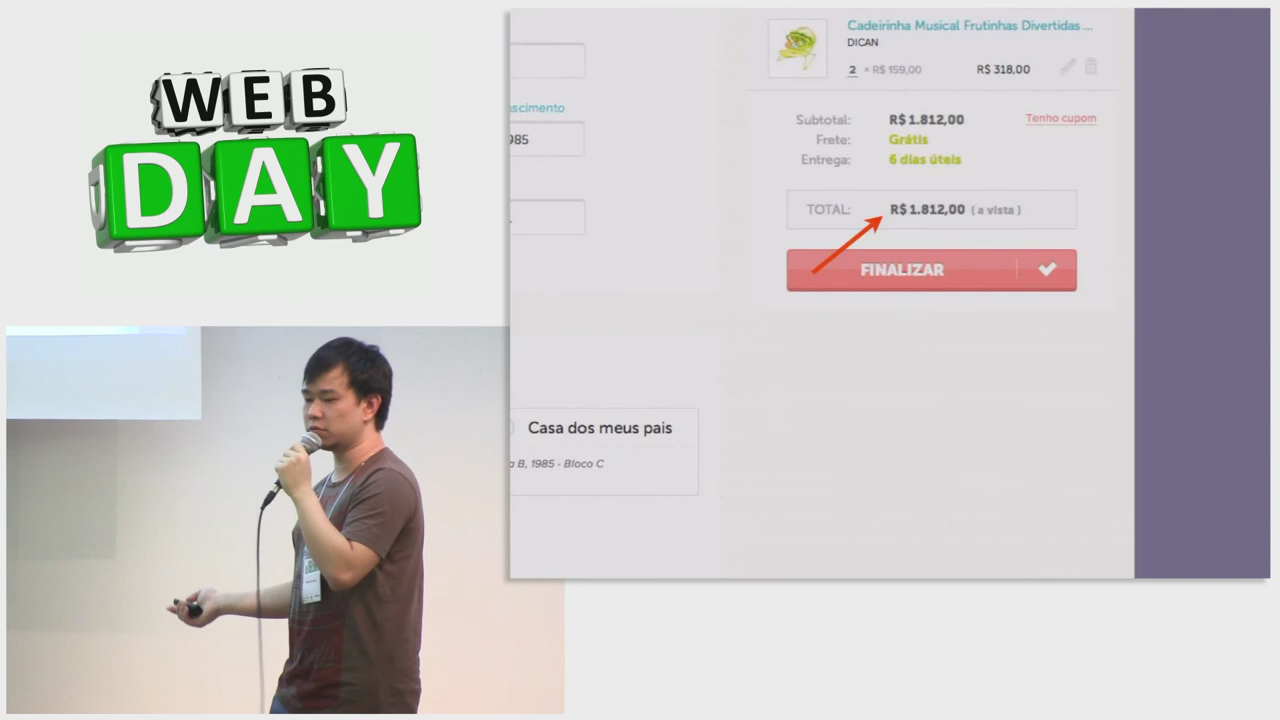 WEB
DAY
Cadeirinha Musical Frutinhas Divertidas ...
DICAN
2 × R$ 159,00 R$ 318,00
ascimento
985
Subtotal: R$ 1.812,00 Tenho cupom
Frete: Grátis
Entrega: 6 dias úteis
TOTAL: R$ 1.812,00 ( a vista )
FINALIZAR
Casa dos meus pais
a B, 1985 - Bloco C